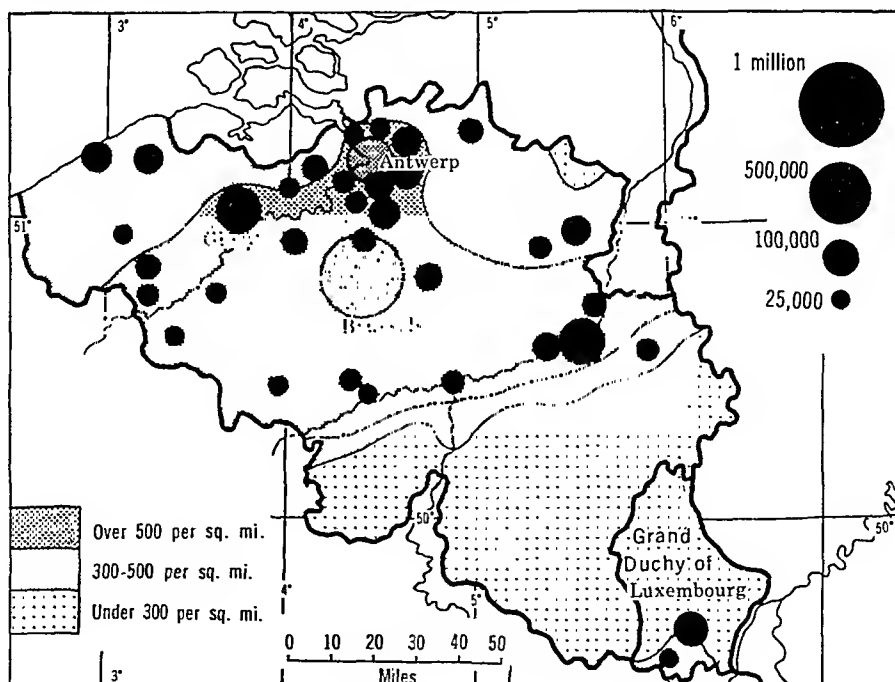 3°
4°
5°
6°
1 million
500,000
100,000
25,000
Antwerp
51°
Over 500 per sq. mi.
300-500 per sq. mi.
Under 300 per sq. mi.
50°
50°
Grand
Duchy of
Luxembourg
4°
5°
3°
0 10 20 30 40 50
Miles